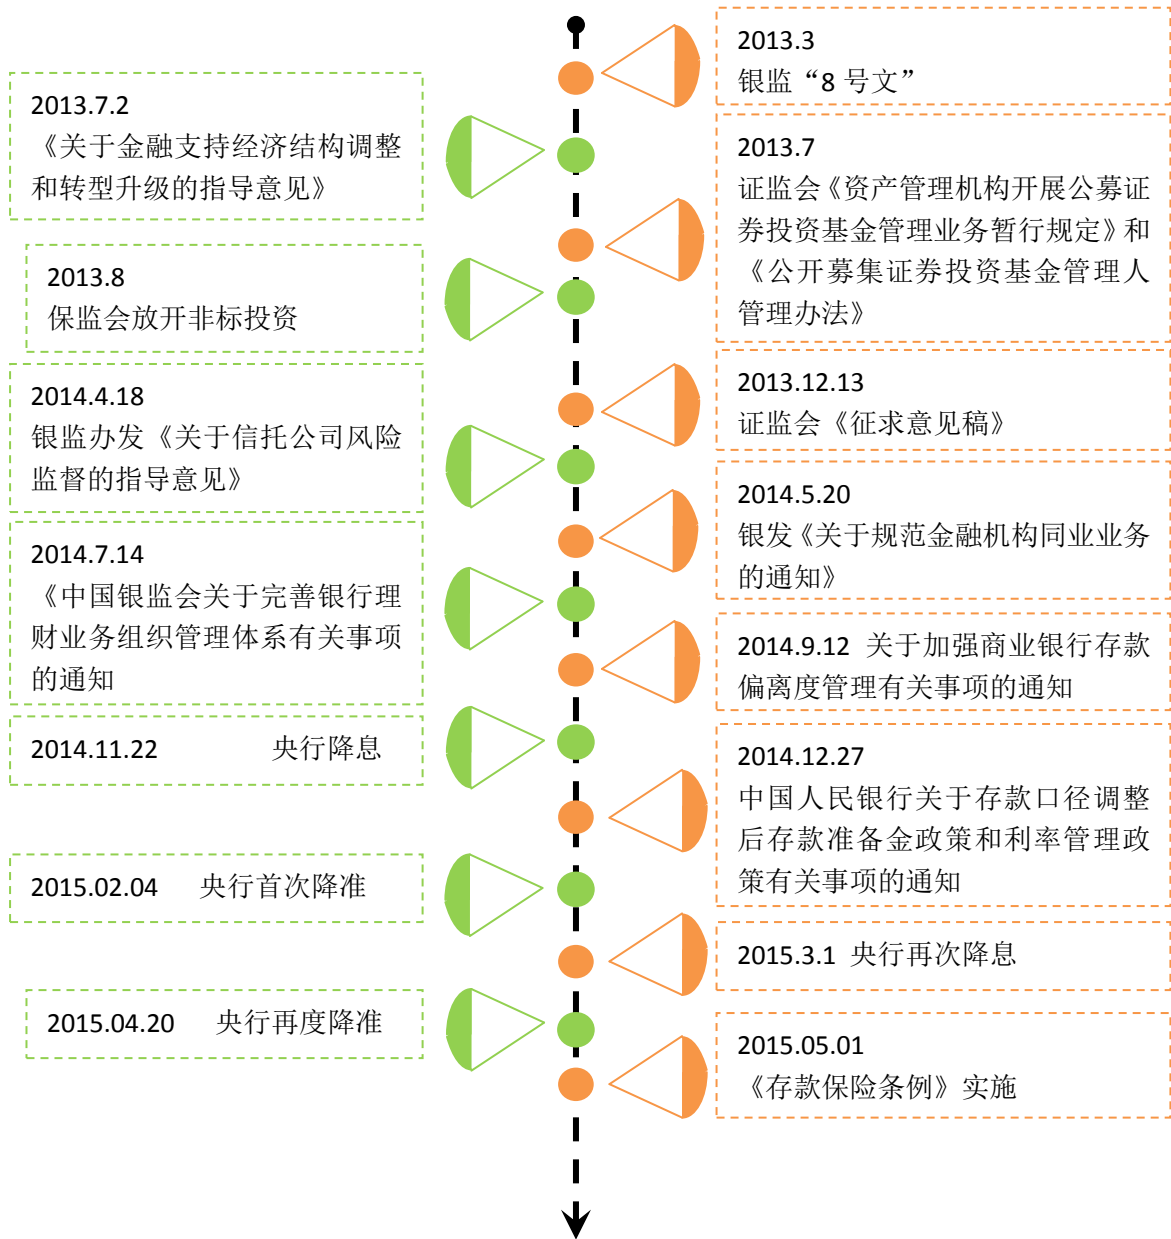 2013.3
银监“8 号文”
2013.7.2
《关于金融支持经济结构调整
和转型升级的指导意见》
2013.7
证监会《资产管理机构开展公募证
券投资基金管理业务暂行规定》和
《公开募集证券投资基金管理人
管理办法》
2013.8
保监会放开非标投资
2013.12.13
证监会《征求意见稿》
2014.4.18
银监办发《关于信托公司风险
监督的指导意见》
2014.5.20
银发《关于规范金融机构同业业务
的通知》
2014.7.14
《中国银监会关于完善银行理
财业务组织管理体系有关事项
的通知
2014.9.12 关于加强商业银行存款
偏离度管理有关事项的通知
2014.11.22 央行降息
2014.12.27
中国人民银行关于存款口径调整
后存款准备金政策和利率管理政
策有关事项的通知
2015.02.04 央行首次降准
2015.3.1 央行再次降息
2015.04.20 央行再度降准
2015.05.01
《存款保险条例》实施